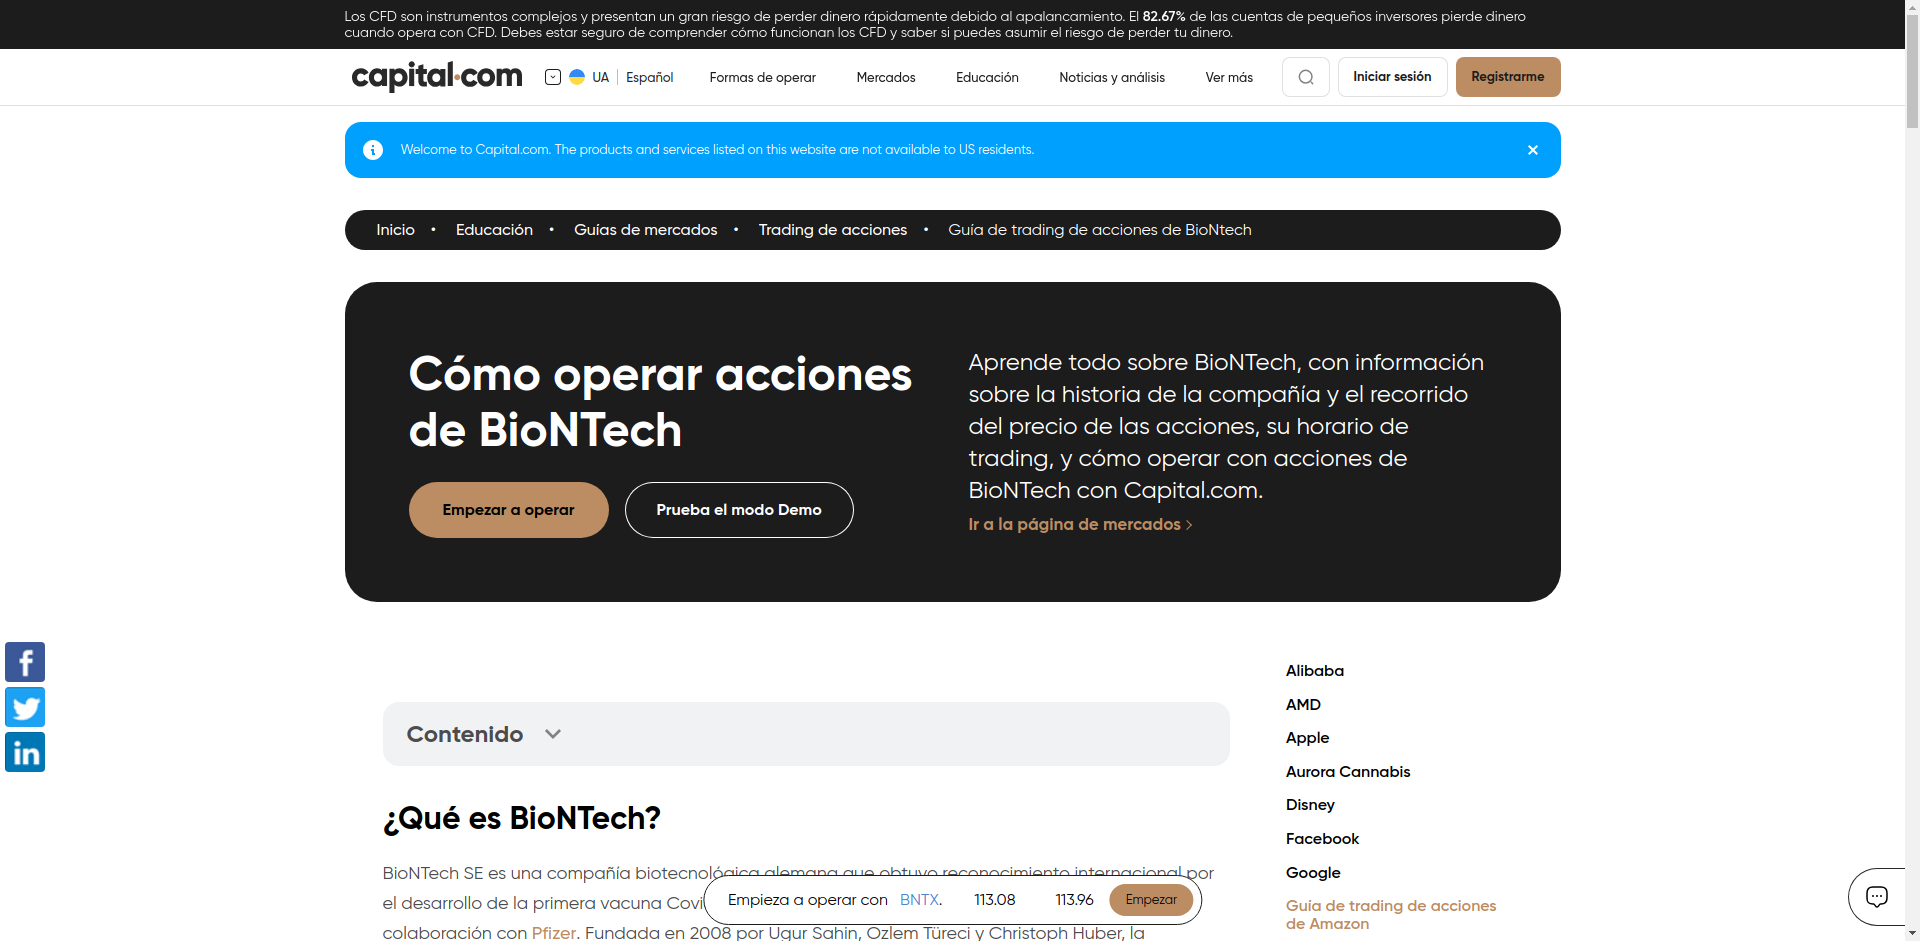 Los CFD son instrumentos complejos y presentan un gran riesgo de perder dinero rápidamente debido al apalancamiento. El 82.67% de las cuentas de pequeños inversores pierde dinero
cuando opera con CFD. Debes estar seguro de comprender cómo funcionan los CFD y saber si puedes asumir el riesgo de perder tu dinero.
capital.com
UA
Español
Formas de operar
Mercados
Educación
Noticias y análisis
Ver más
Iniciar sesión
Registrarme
Welcome to Capital.com. The products and services listed on this website are not available to US residents.
Inicio • Educación • Guías de mercados • Trading de acciones • Guía de trading de acciones de BioNtech
Cómo operar acciones
de BioNTech
Empezar a operar
Prueba el modo Demo
Aprende todo sobre BioNTech, con información
sobre la historia de la compañía y el recorrido
del precio de las acciones, su horario de
trading, y cómo operar con acciones de
BioNTech con Capital.com.
Ir a la página de mercados
Contenido
¿Qué es BioNTech?
BioNTech SE es una compañía biotecnológica alemana que obtuvo reconocimiento internacional por
el desarrollo de la primera vacuna Covi
colaboración con Pfizer. Fundada en 2008 por Ugur Sahin, Özlem Türeci y Christoph Huber, la
Empieza a operar con BNTX. 113.08 113.96 Empezar
Alibaba
AMD
Apple
Aurora Cannabis
Disney
Facebook
Google
Guía de trading de acciones
de Amazon